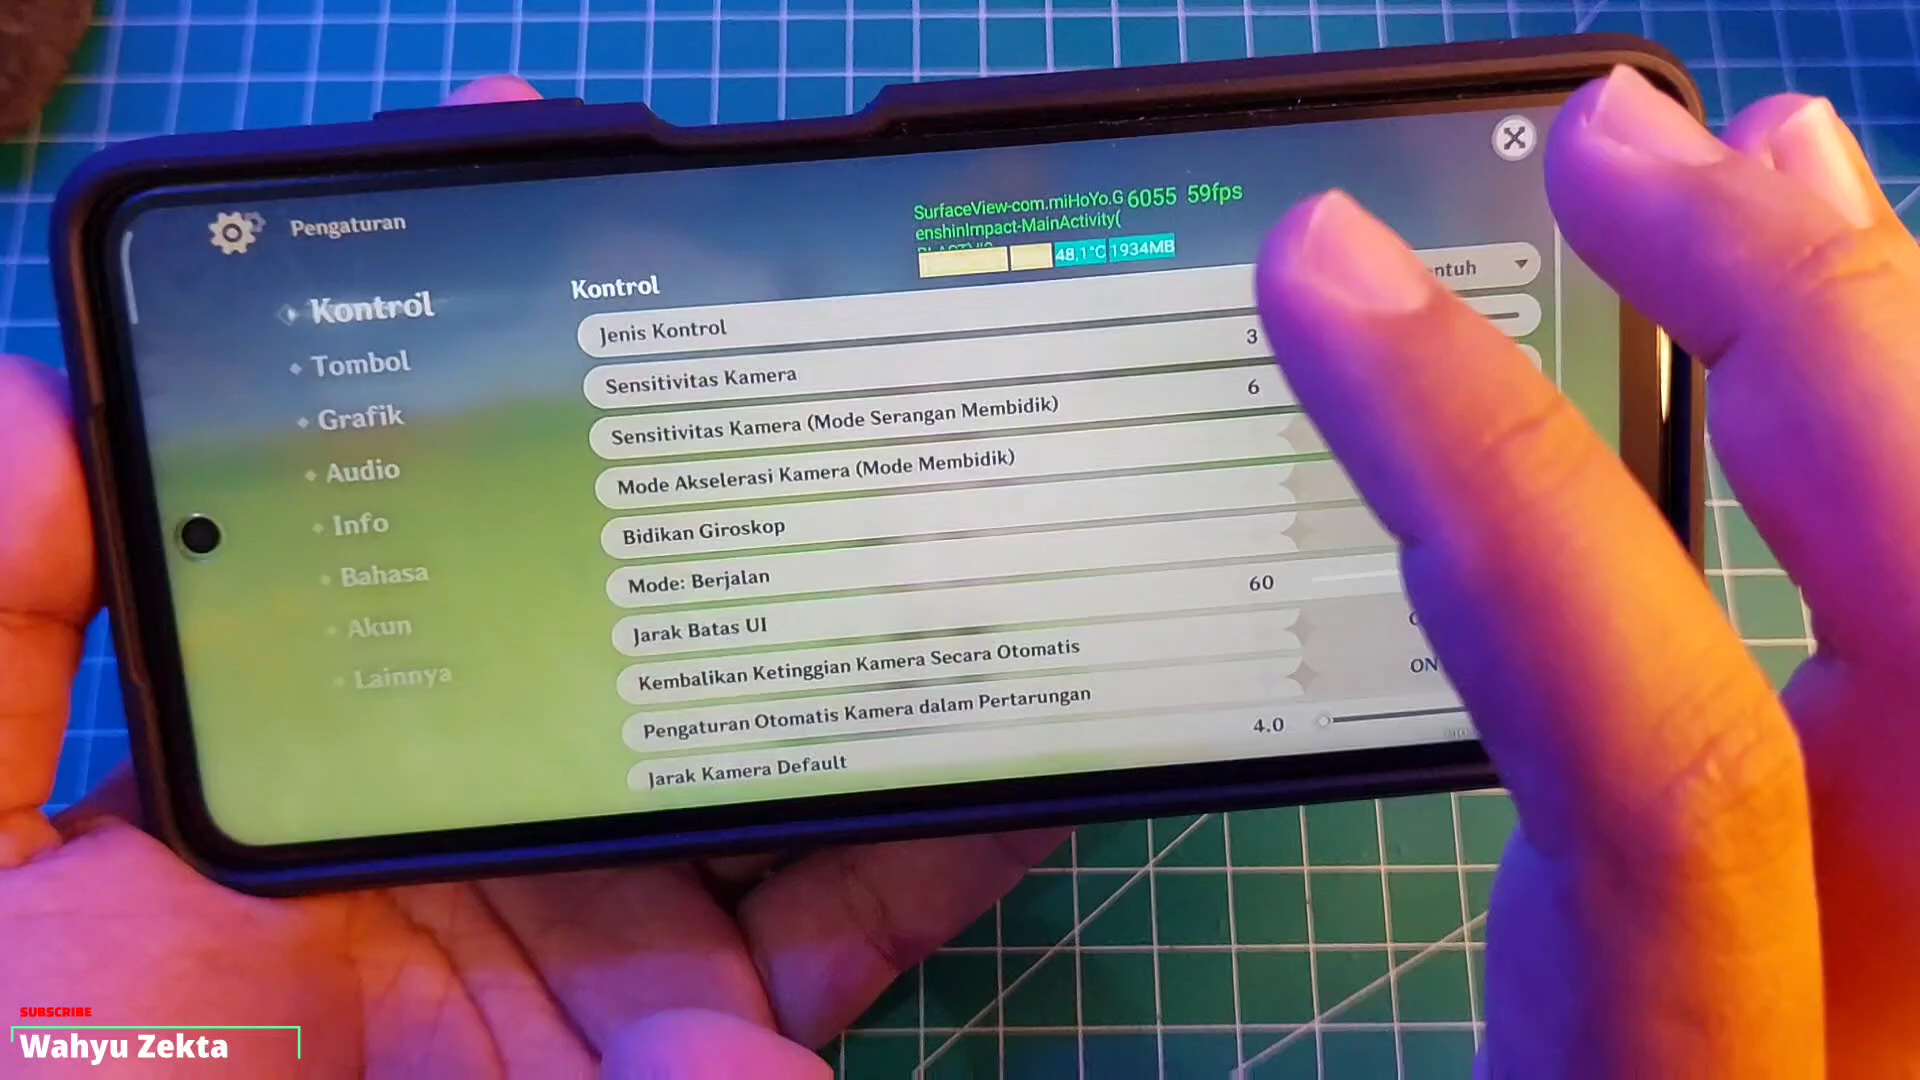 Pengaturan
SurfaceView-com.miHoYo.G 6055 59fps
enshinImpact-MainActivity(
48,1°C 1934MB
Kontrol
Tombol
Grafik
Audio
Info
Bahasa
Akun
Lainnya
Kontrol
Jenis Kontrol
ntuh
Sensitivitas Kamera 3
Sensitivitas Kamera (Mode Serangan Membidik) 6
Mode Akselerasi Kamera (Mode Membidik)
Bidikan Giroskop
Mode: Berjalan
Jarak Batas UI 60
Kembalikan Ketinggian Kamera Secara Otomatis
Pengaturan Otomatis Kamera dalam Pertarungan ON
Jarak Kamera Default 4.0
SUBSCRIBE
Wahyu Zekta